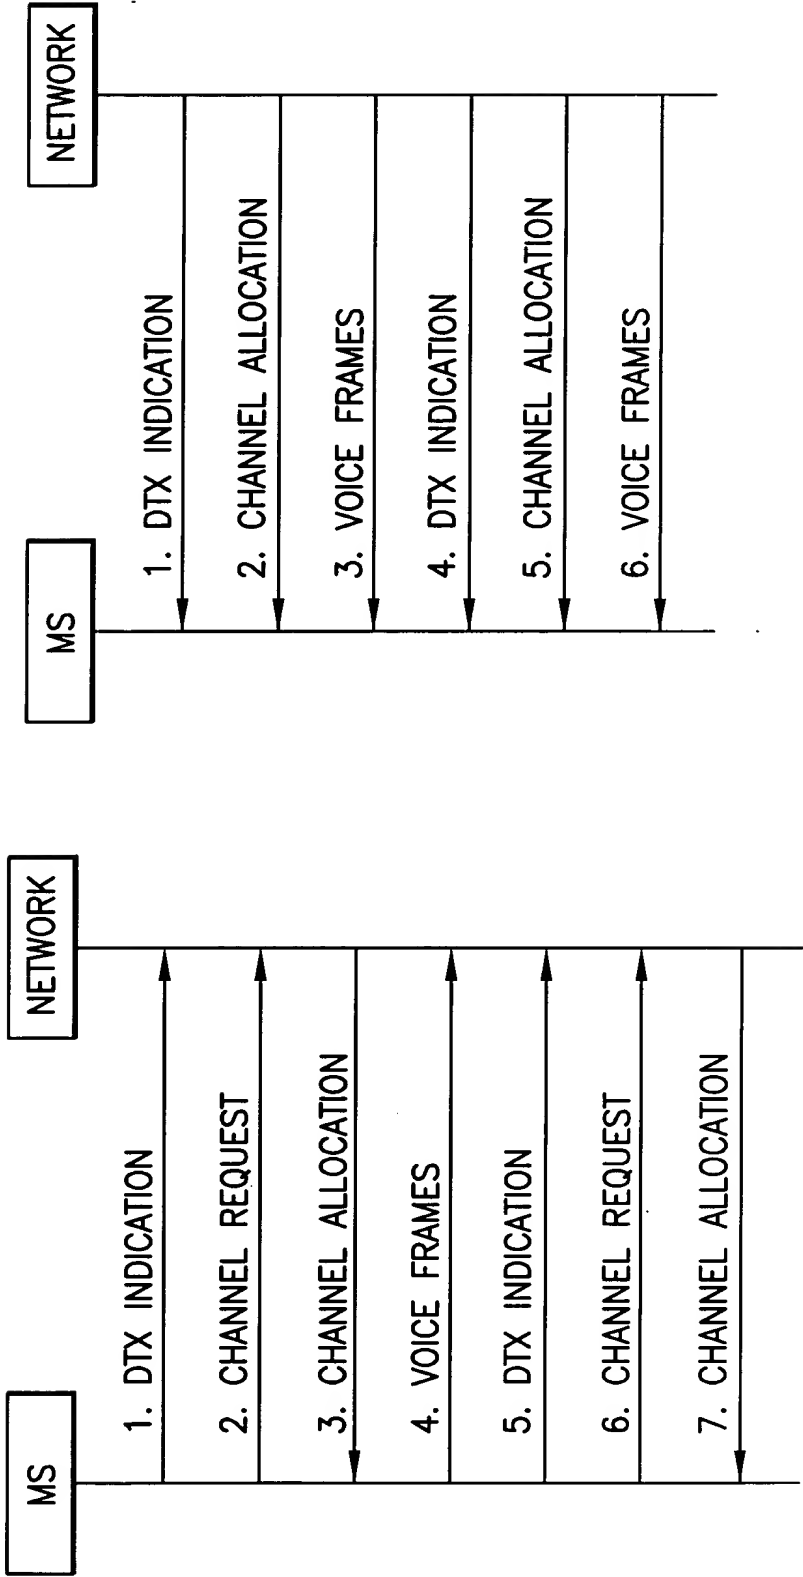 MS
NETWORK
1. DTX INDICATION
2. CHANNEL REQUEST
3. CHANNEL ALLOCATION
4. VOICE FRAMES
5. DTX INDICATION
6. CHANNEL REQUEST
7. CHANNEL ALLOCATION
MS
NETWORK
1. DTX INDICATION
2. CHANNEL ALLOCATION
3. VOICE FRAMES
4. DTX INDICATION
5. CHANNEL ALLOCATION
6. VOICE FRAMES